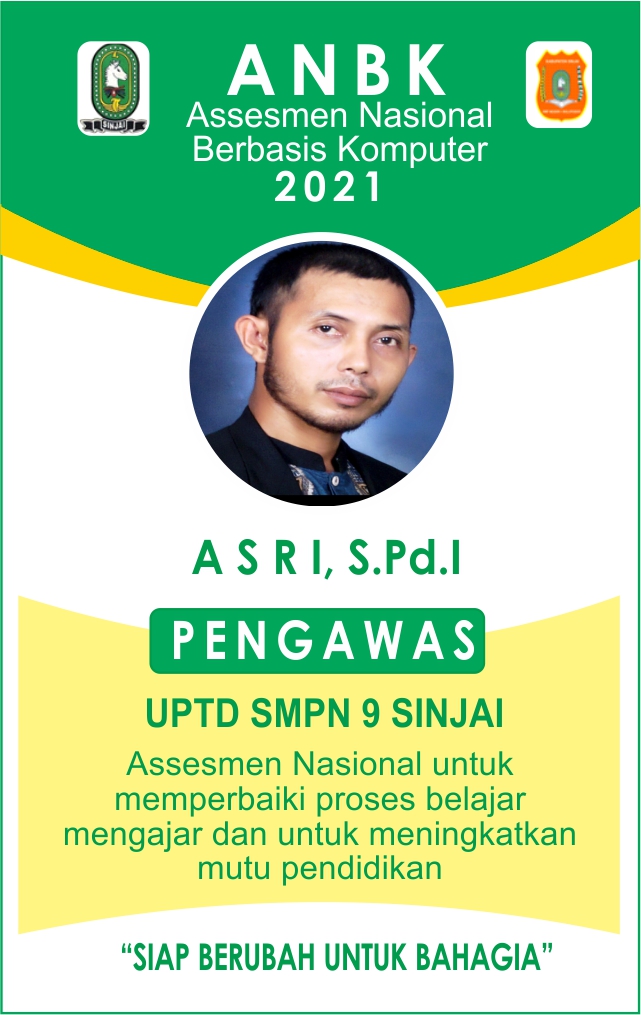 ANBK
Assesmen Nasional
Berbasis Komputer
2021
SINJAI
A S R I, S.Pd.I
PENGAWAS
UPTD SMPN 9 SINJAI
Assesmen Nasional untuk
memperbaiki proses belajar
mengajar dan untuk meningkatkan
mutu pendidikan
“SIAP BERUBAH UNTUK BAHAGIA”